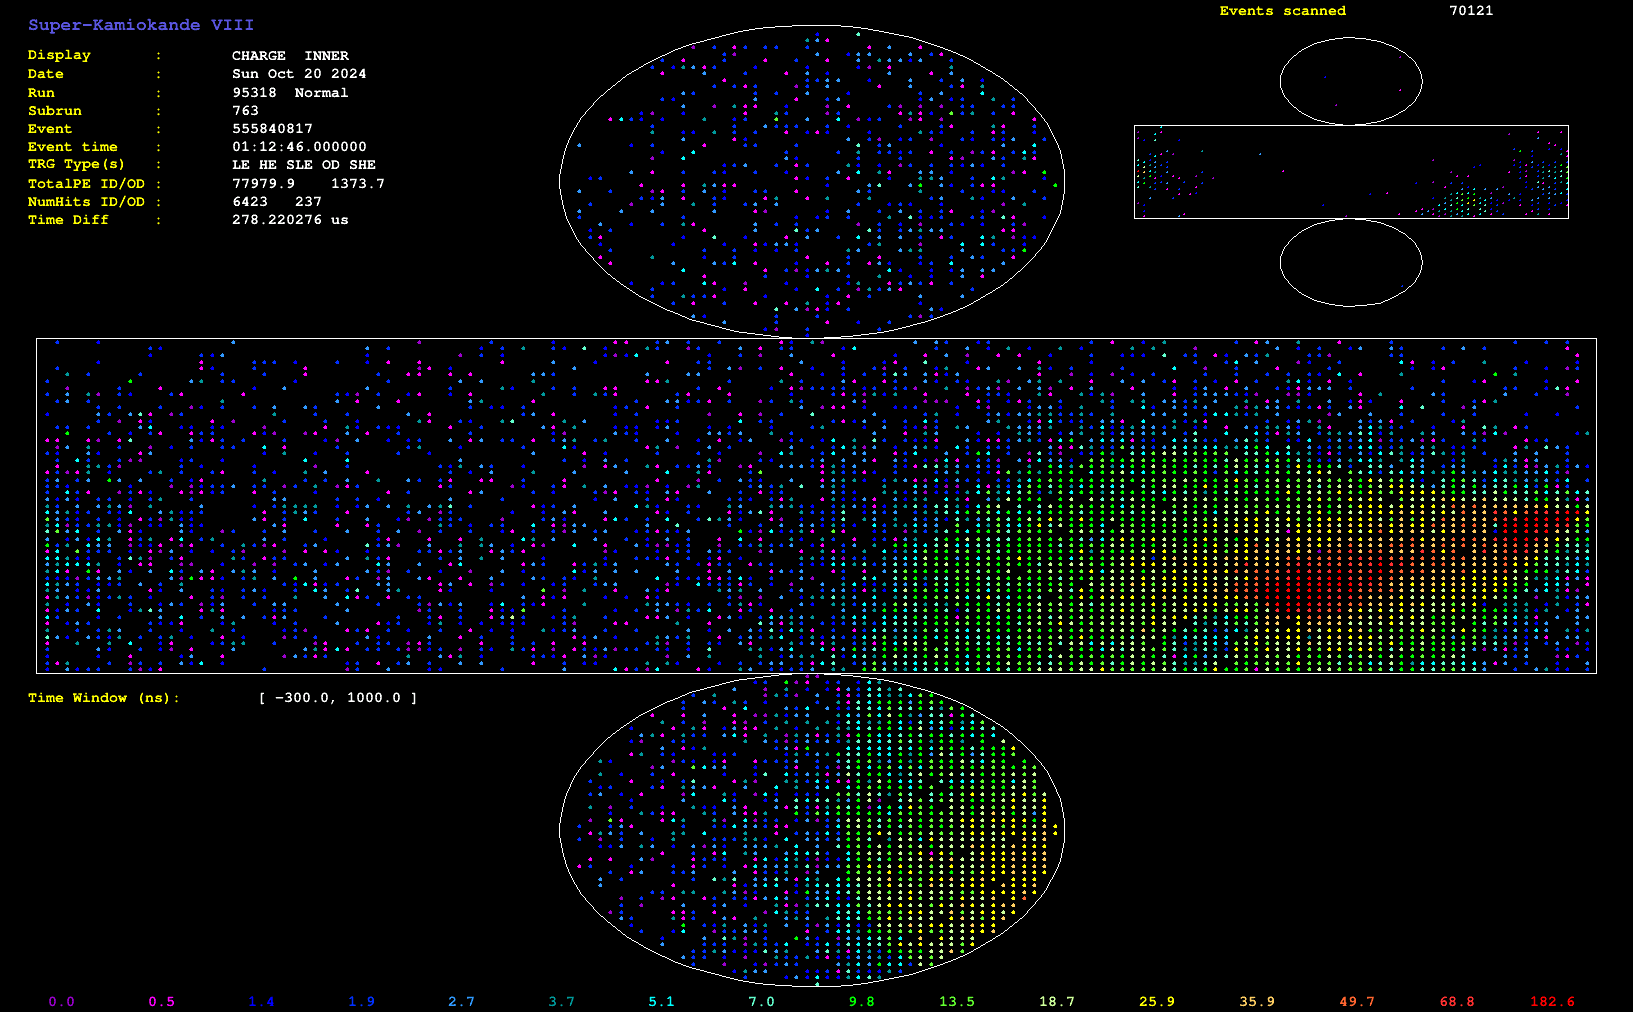 Super-Kamiokande VIII
Events scanned 70121
Display : CHARGE INNER
Date : Sun Oct 20 2024
Run : 95318 Normal
Subrun : 763
Event : 555840817
Event time : 01:12:46.000000
TRG Type(s) : LE HE SLE OD SHE
TotalPE ID/OD : 77979.9 1373.7
NumHits ID/OD : 6423 237
Time Diff : 278.220276 us
Time Window (ns): [ −300.0, 1000.0 ]
0.0 0.5 1.4 1.9 2.7 3.7 5.1 7.0 9.8 13.5 18.7 25.9 35.9 49.7 68.8 182.6